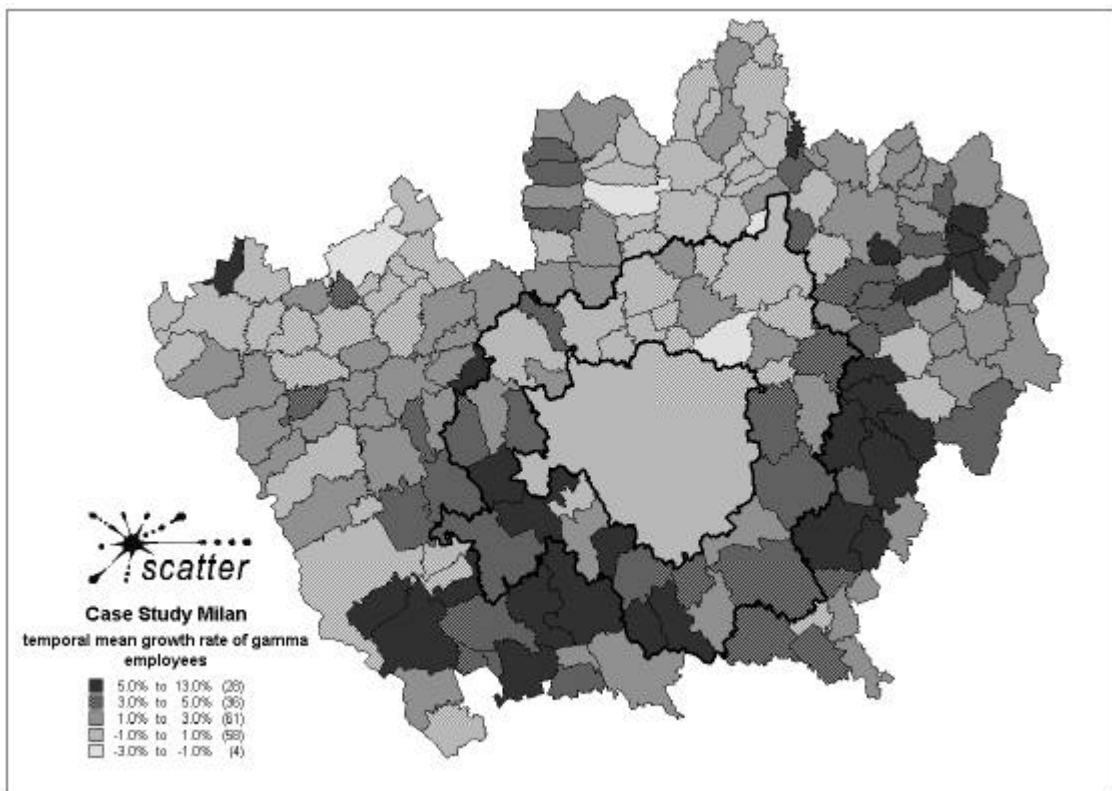 scatter
Case Study Milan
temporal mean growth rate of gamma
employees
5.0% to 13.0% (26)
3.0% to 5.0% (36)
1.0% to 3.0% (61)
-1.0% to 1.0% (58)
-3.0% to -1.0% (4)